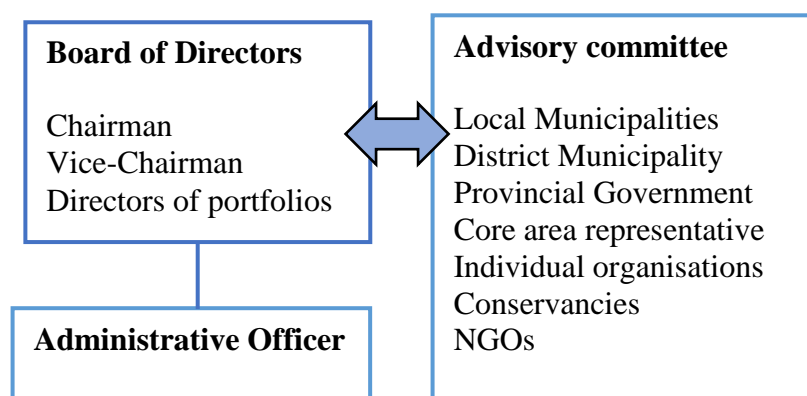 Board of Directors
Chairman
Vice-Chairman
Directors of portfolios
Advisory committee
Local Municipalities
District Municipality
Provincial Government
Core area representative
Individual organisations
Conservancies
NGOs
Administrative Officer